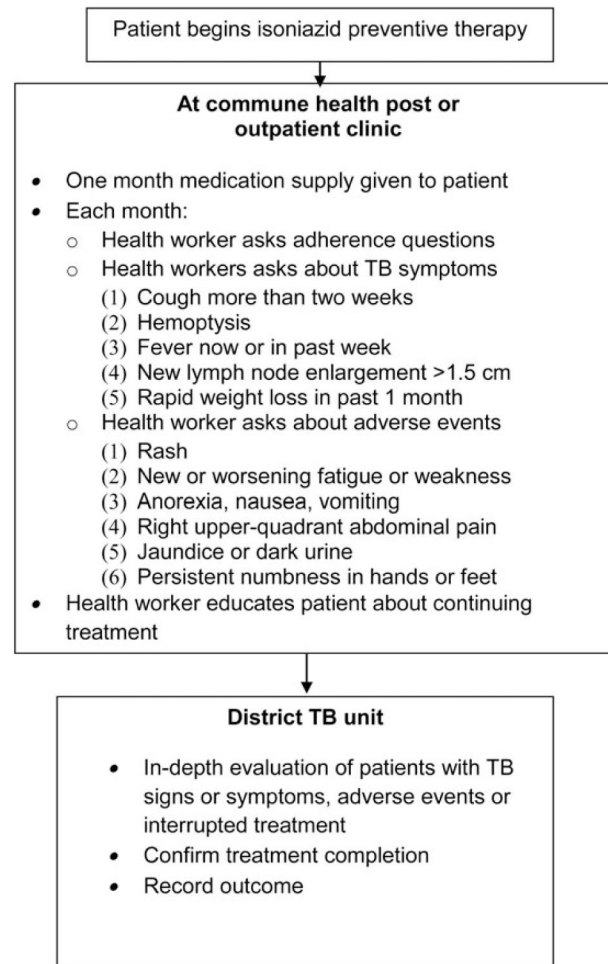 Patient begins isoniazid preventive therapy
At commune health post or
outpatient clinic
• One month medication supply given to patient
• Each month:
o Health worker asks adherence questions
o Health workers asks about TB symptoms
(1) Cough more than two weeks
(2) Hemoptysis
(3) Fever now or in past week
(4) New lymph node enlargement >1.5 cm
(5) Rapid weight loss in past 1 month
o Health worker asks about adverse events
(1) Rash
(2) New or worsening fatigue or weakness
(3) Anorexia, nausea, vomiting
(4) Right upper-quadrant abdominal pain
(5) Jaundice or dark urine
(6) Persistent numbness in hands or feet
• Health worker educates patient about continuing
treatment
District TB unit
• In-depth evaluation of patients with TB
signs or symptoms, adverse events or
interrupted treatment
• Confirm treatment completion
• Record outcome